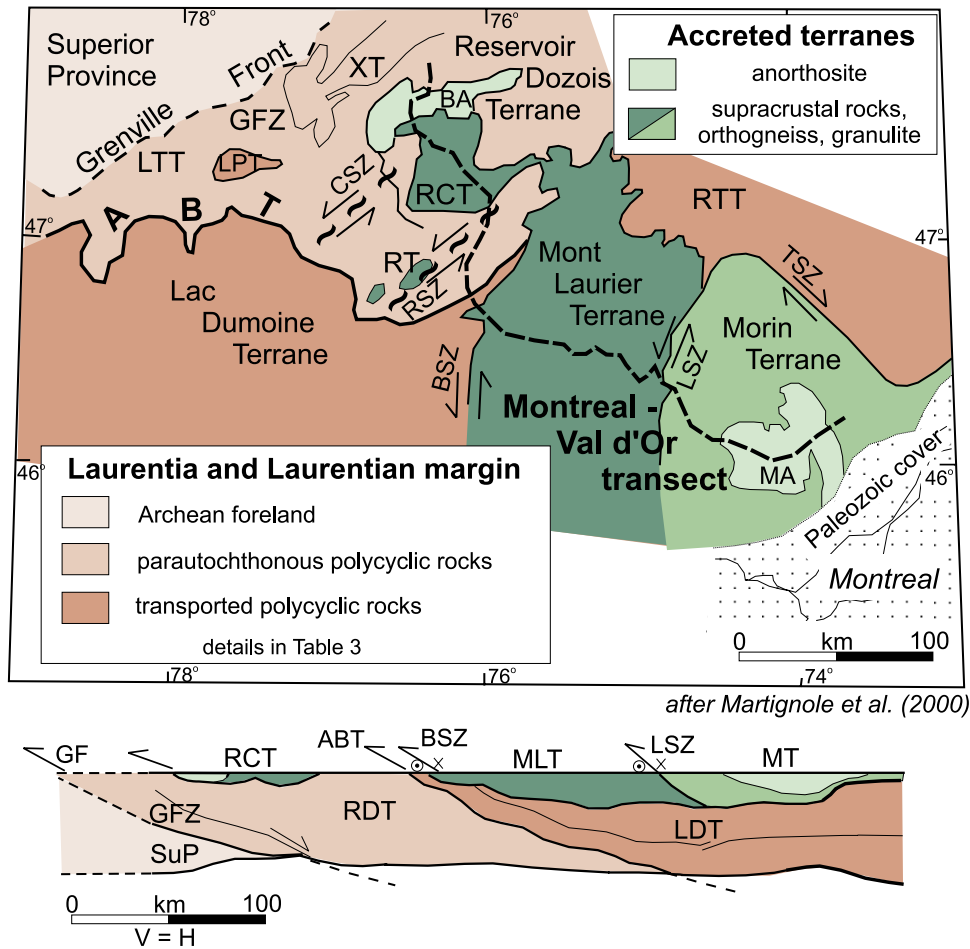 78°
76°
Superior
Province
Grenville Front
XT
GFZ
LTT
LPT
Reservoir
Dozois
Terrane
BA
Accreted terranes
anorthosite
supracrustal rocks,
orthogneiss, granulite
CSZ
RCT
RTT
47°
A B T
47°
RT
RSZ
Lac
Dumoine
Terrane
Mont
Laurier
Terrane
TSZ
Morin
Terrane
BSZ
LSZ
Montreal -
Val d'Or
transect
MA
46°
46°
Paleozoic cover
Montreal
Laurentia and Laurentian margin
Archean foreland
parautochthonous polycyclic rocks
transported polycyclic rocks
details in Table 3
0 km 100
78°
76°
74°
after Martignole et al. (2000)
GF
RCT
ABT
BSZ
MLT
LSZ
MT
GFZ
RDT
LDT
SuP
0 km 100
V = H